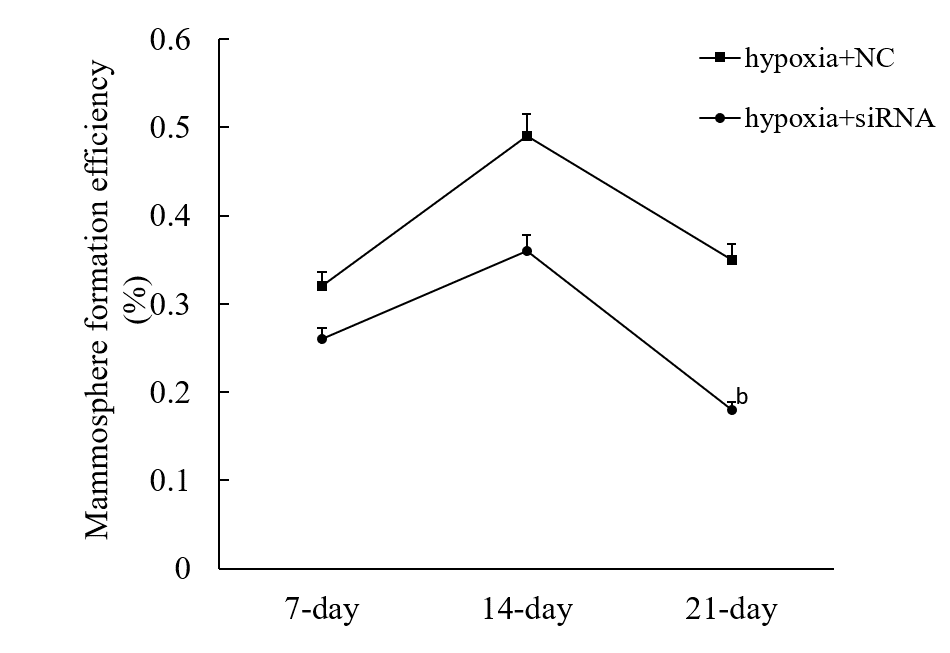 Mammosphere formation efficiency
(%)
0.6
0.5
0.4
0.3
0.2
0.1
0
7-day 14-day 21-day
hypoxia+NC
hypoxia+siRNA
b